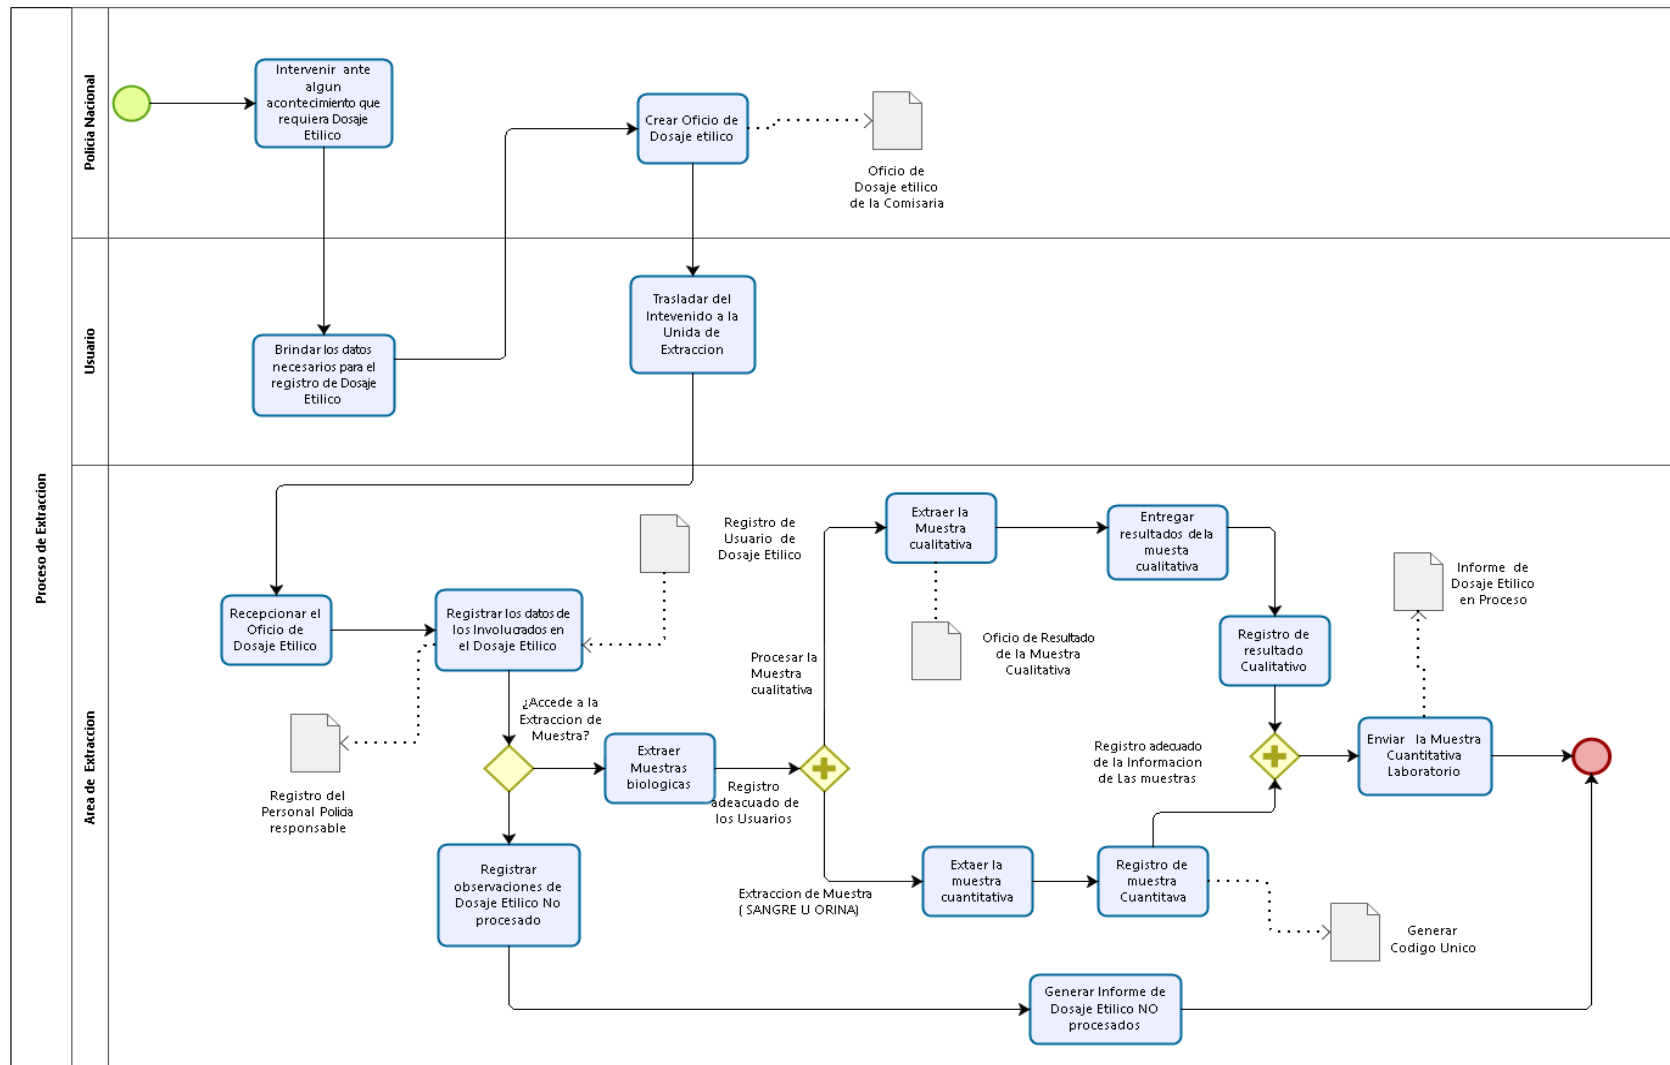 Proceso de Extraccion
Policia Nacional
Intervenir ante
algun
acontecimiento que
requiera Dosaje
Etilico
Crear Oficio de
Dosaje etilico
Oficio de
Dosaje etilico
de la Comisaria
Usuario
Brindar los datos
necesarios para el
registro de Dosaje
Etilico
Trasladar del
Intevenido a la
Unida de
Extraccion
Area de Extraccion
Recepcionar el
Oficio de
Dosaje Etilico
Registrar los datos de
los Involucrados en
el Dosaje Etilico
Registro de
Usuario de
Dosaje Etilico
Registro del
Personal Policia
responsable
¿Accede a la
Extraccion de
Muestra?
Extraer
Muestras
biologicas
Registro
adeacuado de
los Usuarios
Registrar
observaciones de
Dosaje Etilico No
procesado
Procesar la
Muestra
cualitativa
Extraer la
Muestra
cualitativa
Oficio de Resultado
de la Muestra
Cualitativa
Entregar
resultados dela
muesta
cualitativa
Registro de
resultado
Cualitativo
Extraccion de Muestra
( SANGRE U ORINA)
Extaer la
muestra
cuantitativa
Registro de
muestra
Cuantitava
Generar
Codigo Unico
Registro adecuado
de la Informacion
de Las muestras
Enviar la Muestra
Cuantitativa
Laboratorio
Informe de
Dosaje Etilico
en Proceso
Generar Informe de
Dosaje Etilico NO
procesados